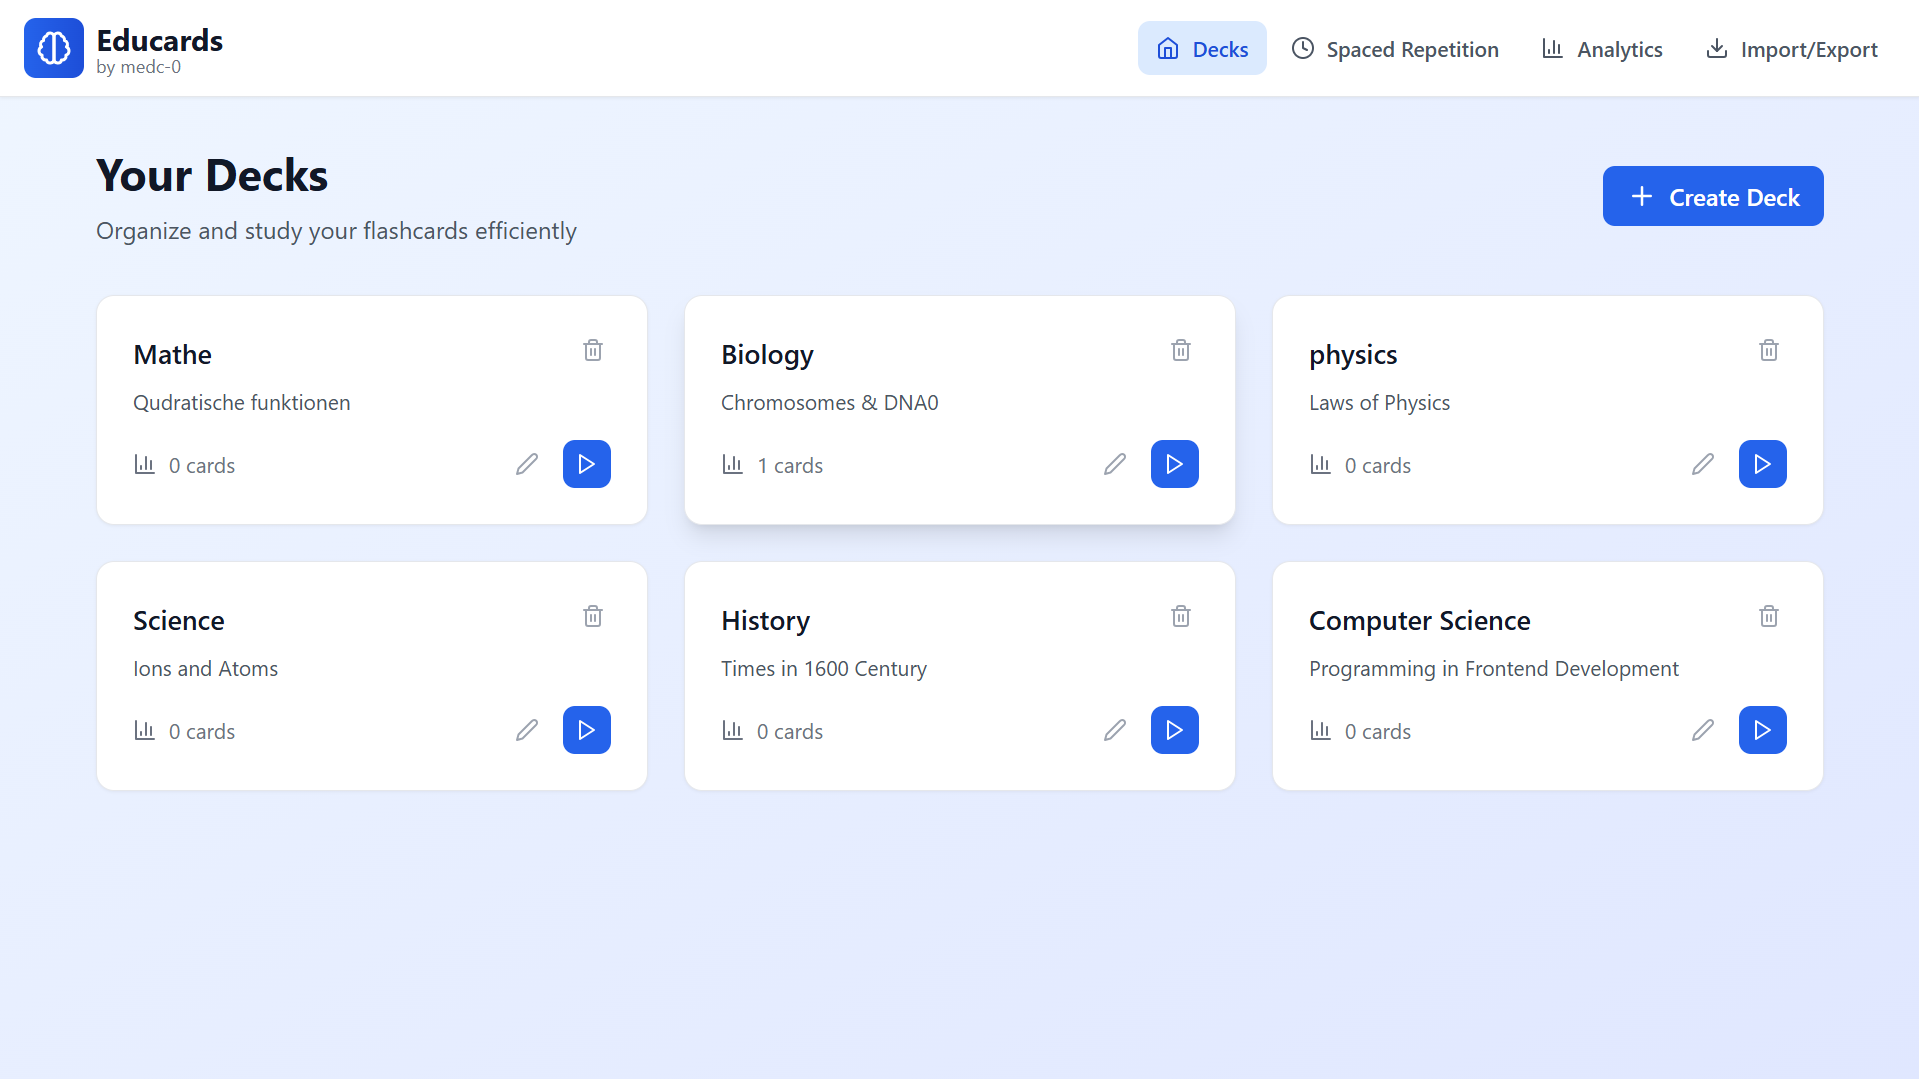 Educards
by medc-0
Decks
Spaced Repetition
Analytics
Import/Export
Your Decks
Organize and study your flashcards efficiently
Create Deck
Mathe
Qudratische funktionen
0 cards
Biology
Chromosomes & DNA0
1 cards
physics
Laws of Physics
0 cards
Science
Ions and Atoms
0 cards
History
Times in 1600 Century
0 cards
Computer Science
Programming in Frontend Development
0 cards